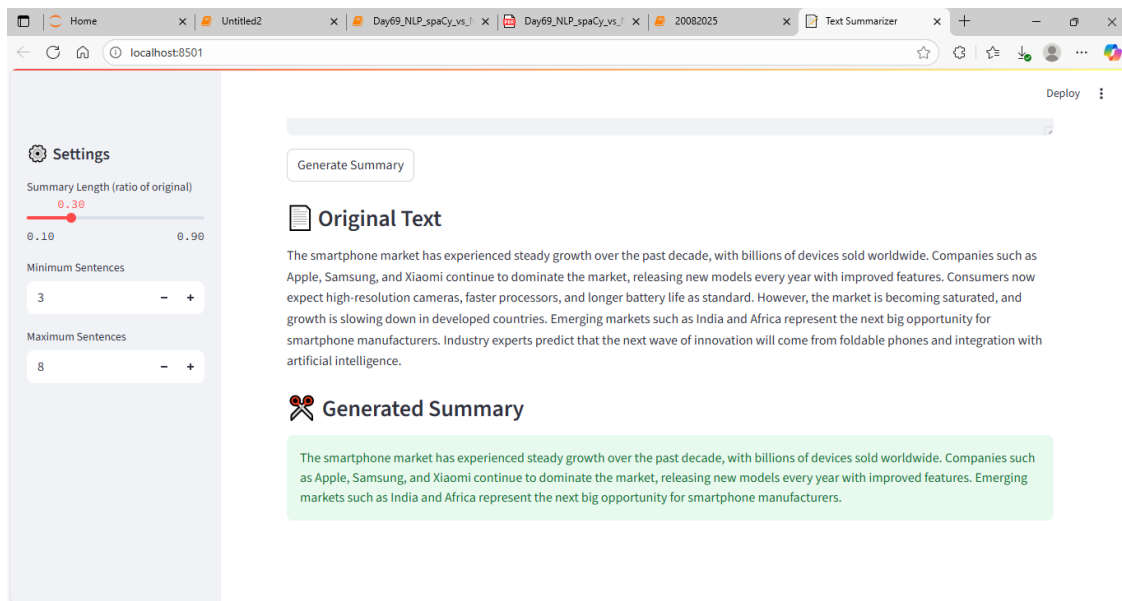 Home
Untitled2
Day69_NLP_spaCy_vs_
Day69_NLP_spaCy_vs_
20082025
Text Summarizer
localhost:8501
Deploy
Settings
Summary Length (ratio of original)
0.30
0.10 0.90
Minimum Sentences
3 - +
Maximum Sentences
8 - +
Generate Summary
Original Text
The smartphone market has experienced steady growth over the past decade, with billions of devices sold worldwide. Companies such as
Apple, Samsung, and Xiaomi continue to dominate the market, releasing new models every year with improved features. Consumers now
expect high-resolution cameras, faster processors, and longer battery life as standard. However, the market is becoming saturated, and
growth is slowing down in developed countries. Emerging markets such as India and Africa represent the next big opportunity for
smartphone manufacturers. Industry experts predict that the next wave of innovation will come from foldable phones and integration with
artificial intelligence.
Generated Summary
The smartphone market has experienced steady growth over the past decade, with billions of devices sold worldwide. Companies such
as Apple, Samsung, and Xiaomi continue to dominate the market, releasing new models every year with improved features. Emerging
markets such as India and Africa represent the next big opportunity for smartphone manufacturers.